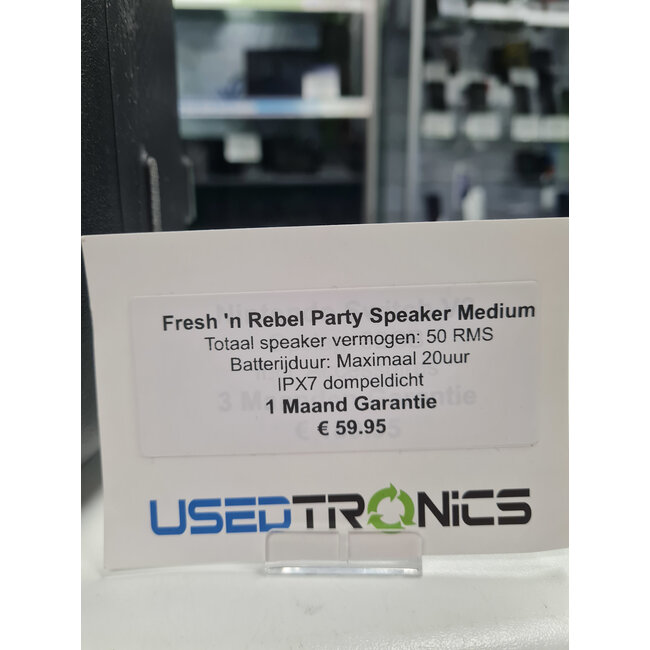 Fresh 'n Rebel Party Speaker Medium
Totaal speaker vermogen: 50 RMS
Batterijduur: Maximaal 20uur
IPX7 dompeldicht
1 Maand Garantie
€ 59.95
USEDTRONiCS